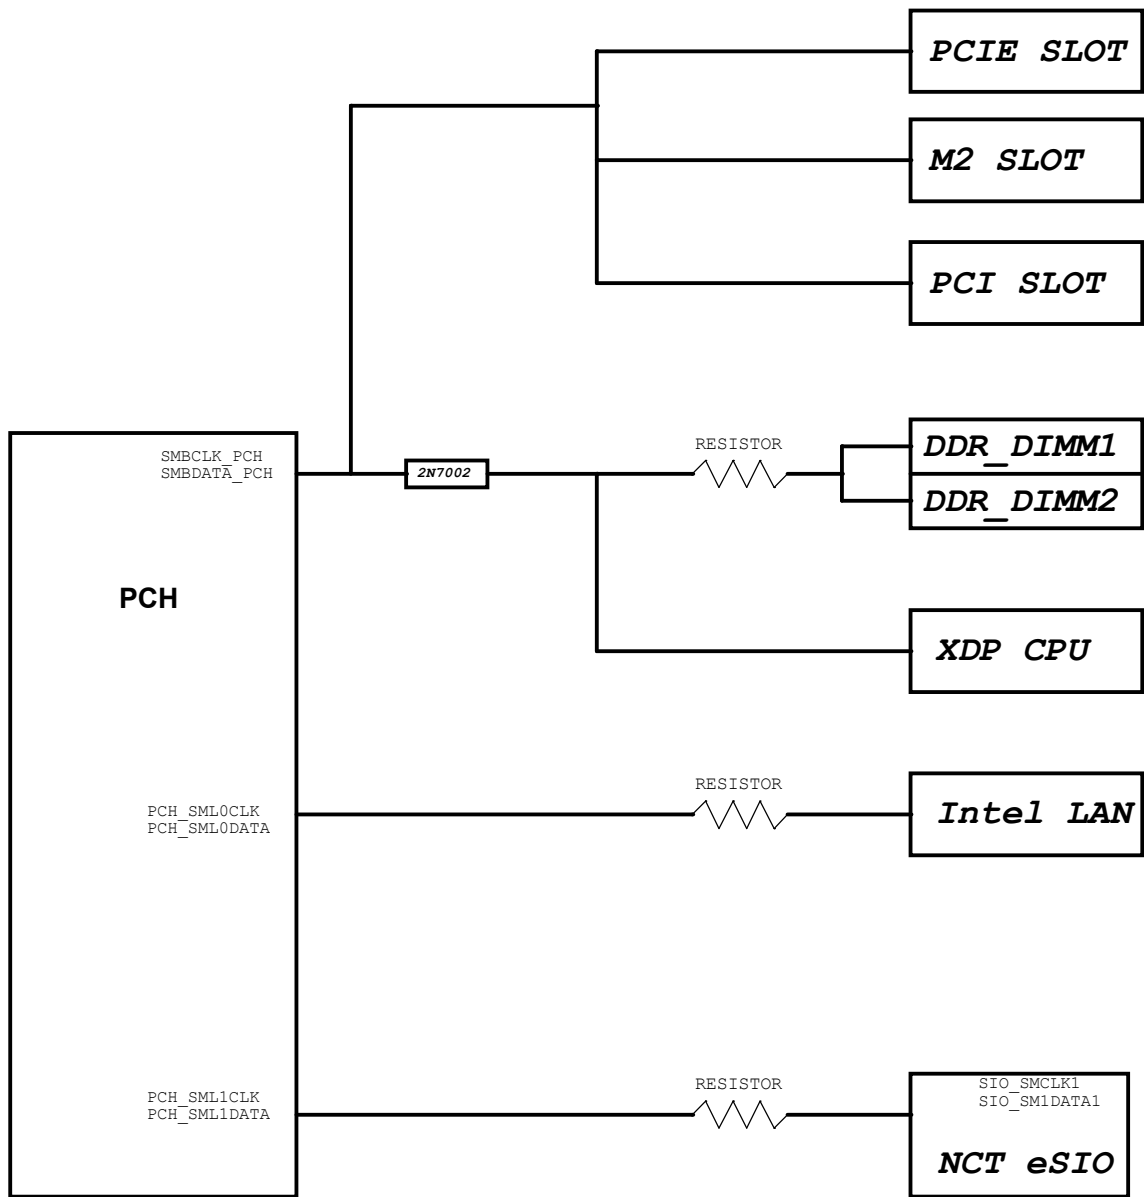 PCIE SLOT
M2 SLOT
PCI SLOT
SMBCLK_PCH
SMBDATA_PCH
2N7002
RESISTOR
DDR_DIMM1
DDR_DIMM2
PCH
XDP CPU
PCH_SML0CLK
PCH_SML0DATA
RESISTOR
Intel LAN
PCH_SML1CLK
PCH_SML1DATA
RESISTOR
SIO_SMCLK1
SIO_SM1DATA1
NCT eSIO